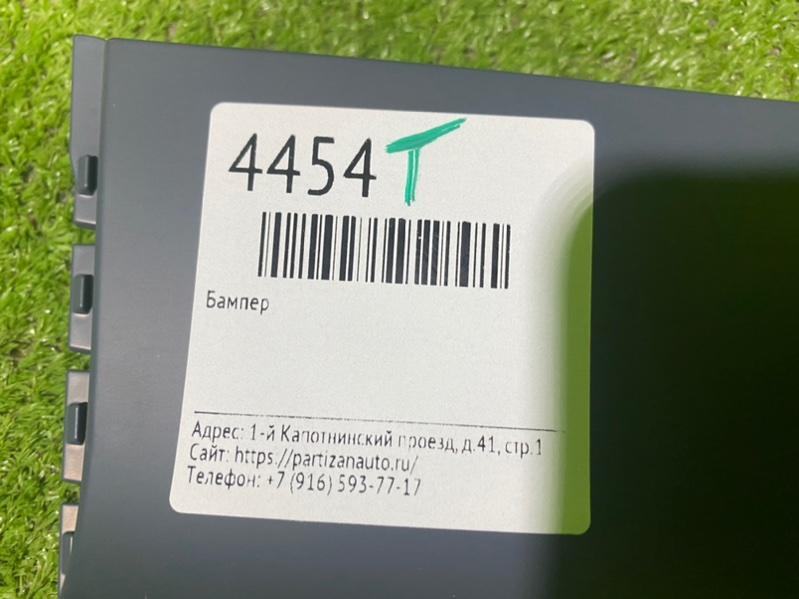 4454 T
Бампер
Адрес: 1-й Капотнинский проезд, д.41, стр.1
Сайт: https://partizanauto.ru/
Телефон: +7 (916) 593-77-17